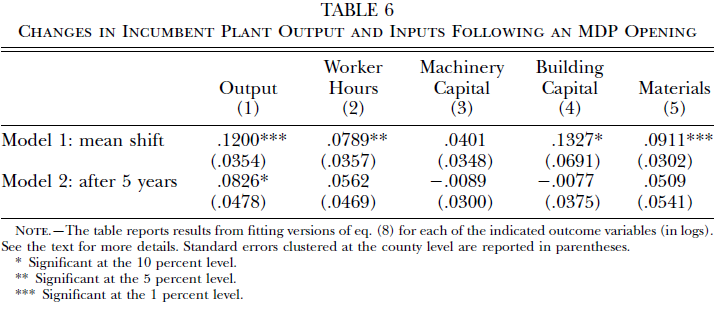 TABLE 6
CHANGES IN INCUMBENT PLANT OUTPUT AND INPUTS FOLLOWING AN MDP OPENING
Worker Machinery Building
Output Hours Capital Capital Materials
(1) (2) (3) (4) (5)
Model 1: mean shift .1200*** .0789** .0401 .1327* .0911***
(.0354) (.0357) (.0348) (.0691) (.0302)
Model 2: after 5 years .0826* .0562 −.0089 −.0077 .0509
(.0478) (.0469) (.0300) (.0375) (.0541)
NOTE.—The table reports results from fitting versions of eq. (8) for each of the indicated outcome variables (in logs).
See the text for more details. Standard errors clustered at the county level are reported in parentheses.
* Significant at the 10 percent level.
** Significant at the 5 percent level.
*** Significant at the 1 percent level.